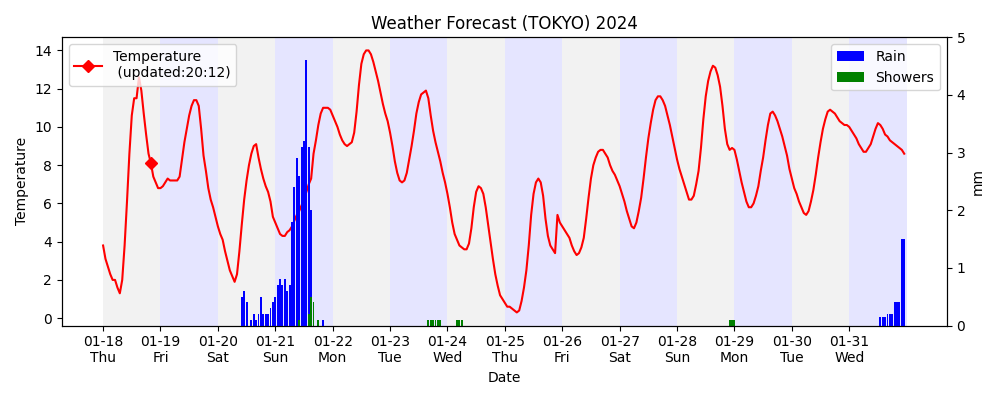 Weather Forecast (TOKYO) 2024
Temperature
(updated:20:12)
Rain
Showers
Temperature
14
12
10
8
6
4
2
0
5
4
3
2
1
0
mm
01-18 01-19 01-20 01-21 01-22 01-23 01-24 01-25 01-26 01-27 01-28 01-29 01-30 01-31
Thu Fri Sat Sun Mon Tue Wed Thu Fri Sat Sun Mon Tue Wed
Date